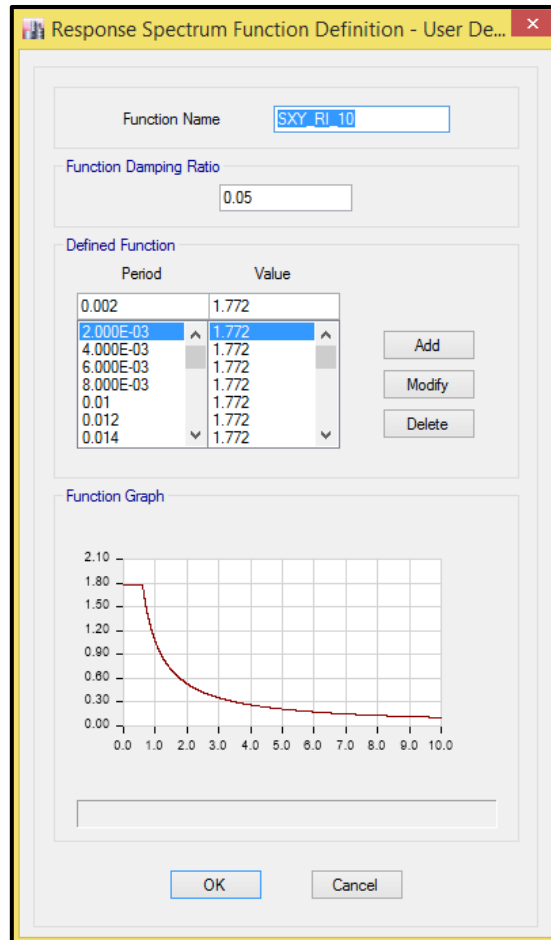 Response Spectrum Function Definition - User De...
Function Name SXY_RI_10
Function Damping Ratio
0.05
Defined Function
Period Value
0.002 1.772
2.000E-03 1.772
4.000E-03 1.772
6.000E-03 1.772
8.000E-03 1.772
0.01 1.772
0.012 1.772
0.014 1.772
Add
Modify
Delete
Function Graph
2.10
1.80
1.50
1.20
0.90
0.60
0.30
0.00
0.0 1.0 2.0 3.0 4.0 5.0 6.0 7.0 8.0 9.0 10.0
OK Cancel